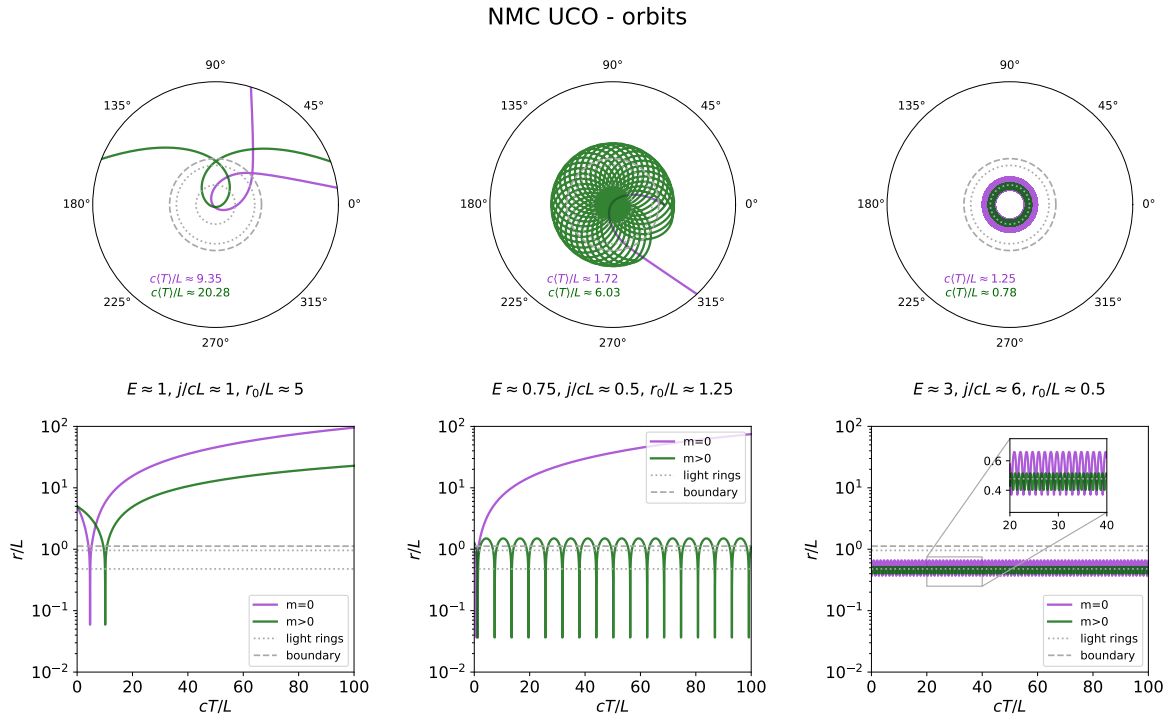 NMC UCO - orbits
90°
135°
45°
180°
0°
225°
315°
270°
c⟨T⟩/L ≈ 9.35
c⟨T⟩/L ≈ 20.28
90°
135°
45°
180°
0°
225°
315°
270°
c⟨T⟩/L ≈ 1.72
c⟨T⟩/L ≈ 6.03
90°
135°
45°
180°
0°
225°
315°
270°
c⟨T⟩/L ≈ 1.25
c⟨T⟩/L ≈ 0.78
E ≈ 1, j/cL ≈ 1, r₀/L ≈ 5
E ≈ 0.75, j/cL ≈ 0.5, r₀/L ≈ 1.25
E ≈ 3, j/cL ≈ 6, r₀/L ≈ 0.5
10²
10¹
10⁰
10⁻¹
10⁻²
r/L
m=0
m>0
light rings
boundary
0 20 40 60 80 100
cT/L
10²
10¹
10⁰
10⁻¹
10⁻²
r/L
m=0
m>0
light rings
boundary
0 20 40 60 80 100
cT/L
10²
10¹
10⁰
10⁻¹
10⁻²
r/L
0.6
0.4
20 40
m=0
m>0
light rings
boundary
0 20 40 60 80 100
cT/L